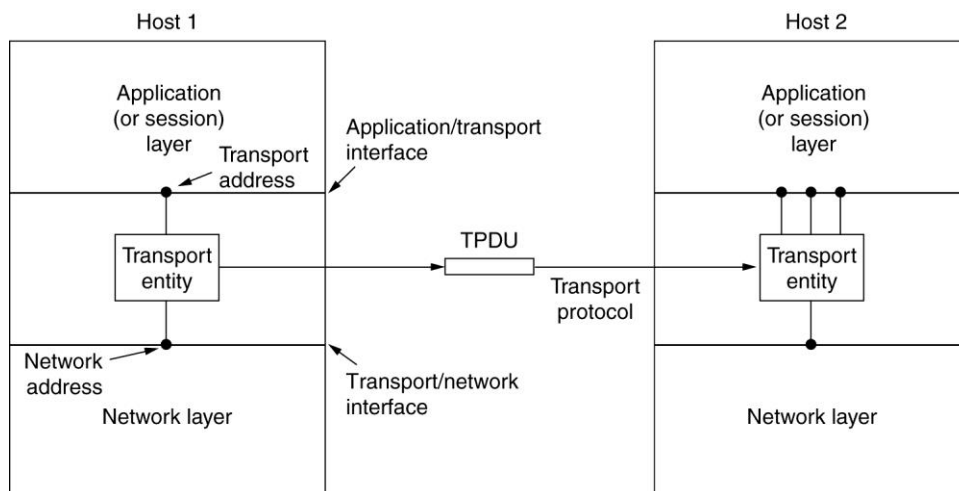 Host 1
Host 2
Application
(or session)
layer
Application/transport
interface
Application
(or session)
layer
Transport
address
TPDU
Transport
entity
Transport
protocol
Transport
entity
Network
address
Transport/network
interface
Network layer
Network layer